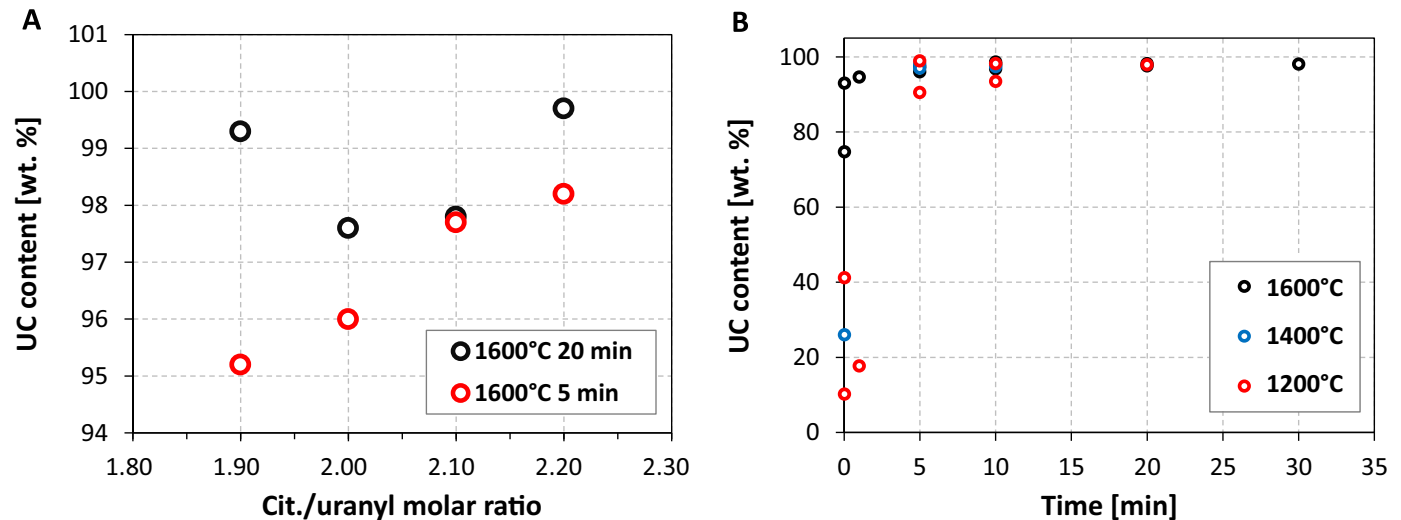 A
UC content [wt. %]
101
100
99
98
97
96
95
94
1.80 1.90 2.00 2.10 2.20 2.30
Cit./uranyl molar ratio
1600°C 20 min
1600°C 5 min
B
UC content [wt. %]
100
80
60
40
20
0
0 5 10 15 20 25 30 35
Time [min]
1600°C
1400°C
1200°C